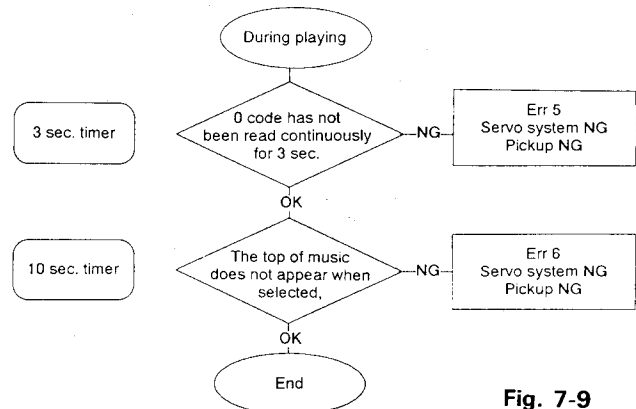 During playing
3 sec. timer
0 code has not
been read continuously
for 3 sec.
NG
Err 5
Servo system NG
Pickup NG
OK
10 sec. timer
The top of music
does not appear when
selected,
NG
Err 6
Servo system NG
Pickup NG
OK
End
Fig. 7-9